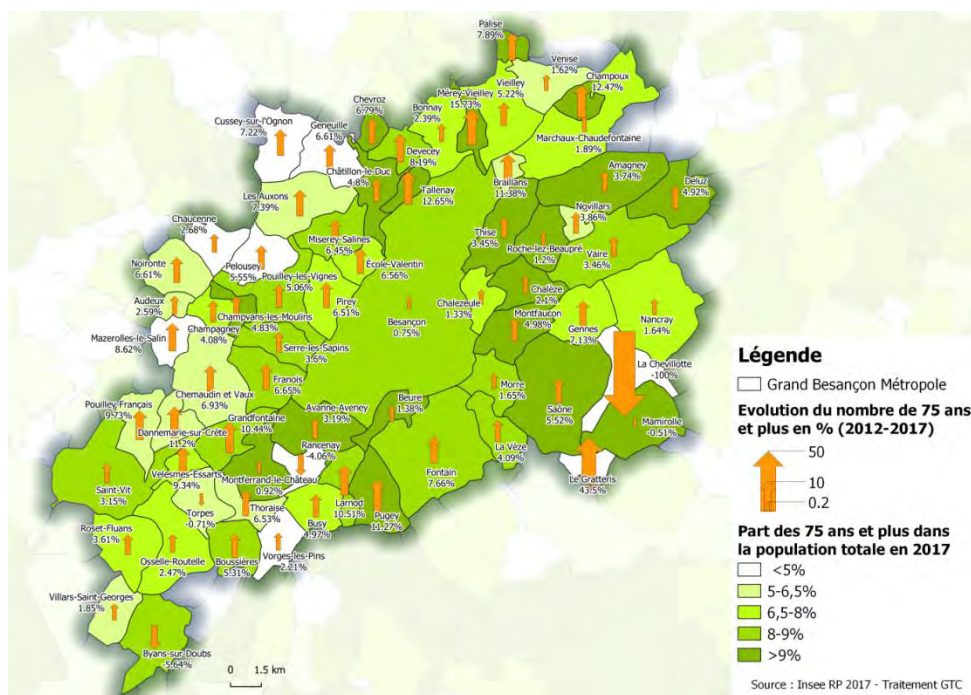 Palise
7.89%
Venise
1.62%
Champoux
12.47%
Vieilley
5.22%
Mérey-Vieilley
15.73%
Chevroz
6.79%
Bonnay
2.39%
Cussey-sur-l'Ognon
7.22%
Geneuille
6.61%
Devecey
8.19%
Marchaux-Chaudefontaine
1.89%
Châtillon-le-Duc
4.8%
Amagney
3.74%
Braillans
11.38%
Deluz
4.92%
Tallenay
12.65%
Les Auxons
7.39%
Novillars
3.86%
Chaucenne
2.68%
Thise
3.45%
Miserey-Salines
6.45%
Roche-lez-Beaupré
1.2%
Vaire
3.46%
Noironte
6.61%
Pelousey
5.55%
École-Valentin
6.56%
Pouilley-les-Vignes
5.06%
Chalèze
2.1%
Audeux
2.59%
Pirey
6.51%
Besançon
0.75%
Chalezeule
1.33%
Montfaucon
4.98%
Nancray
1.64%
Champvans-les-Moulins
4.83%
Champagney
4.08%
Gennes
7.13%
Mazerolles-le-Salin
8.62%
Serre-les-Sapins
3.6%
La Chevillotte
-100%
Franois
6.65%
Morre
1.65%
Chemaudin et Vaux
6.93%
Saône
5.52%
Pouilley-Français
9.73%
Beure
1.38%
Avanne-Aveney
3.19%
Grandfontaine
10.44%
Mamirolle
-0.51%
Dannemarie-sur-Crète
11.2%
La Vèze
4.09%
Rancenay
-4.06%
Fontain
7.66%
Velesmes-Essarts
9.34%
Montferrand-le-Château
0.92%
Le Gratteris
43.5%
Saint-Vit
3.15%
Larnod
10.51%
Torpes
-0.71%
Thoraise
6.53%
Busy
4.97%
Pugey
11.27%
Roset-Fluans
3.61%
Osselle-Routelle
2.47%
Boussières
5.31%
Vorges-les-Pins
2.21%
Villars-Saint-Georges
1.85%
Byans-sur-Doubs
-5.64%
0 1.5 km
Légende
Grand Besançon Métropole
Evolution du nombre de 75 ans
et plus en % (2012-2017)
50
10
0.2
Part des 75 ans et plus dans
la population totale en 2017
<5%
5-6,5%
6,5-8%
8-9%
>9%
Source : Insee RP 2017 - Traitement GTC